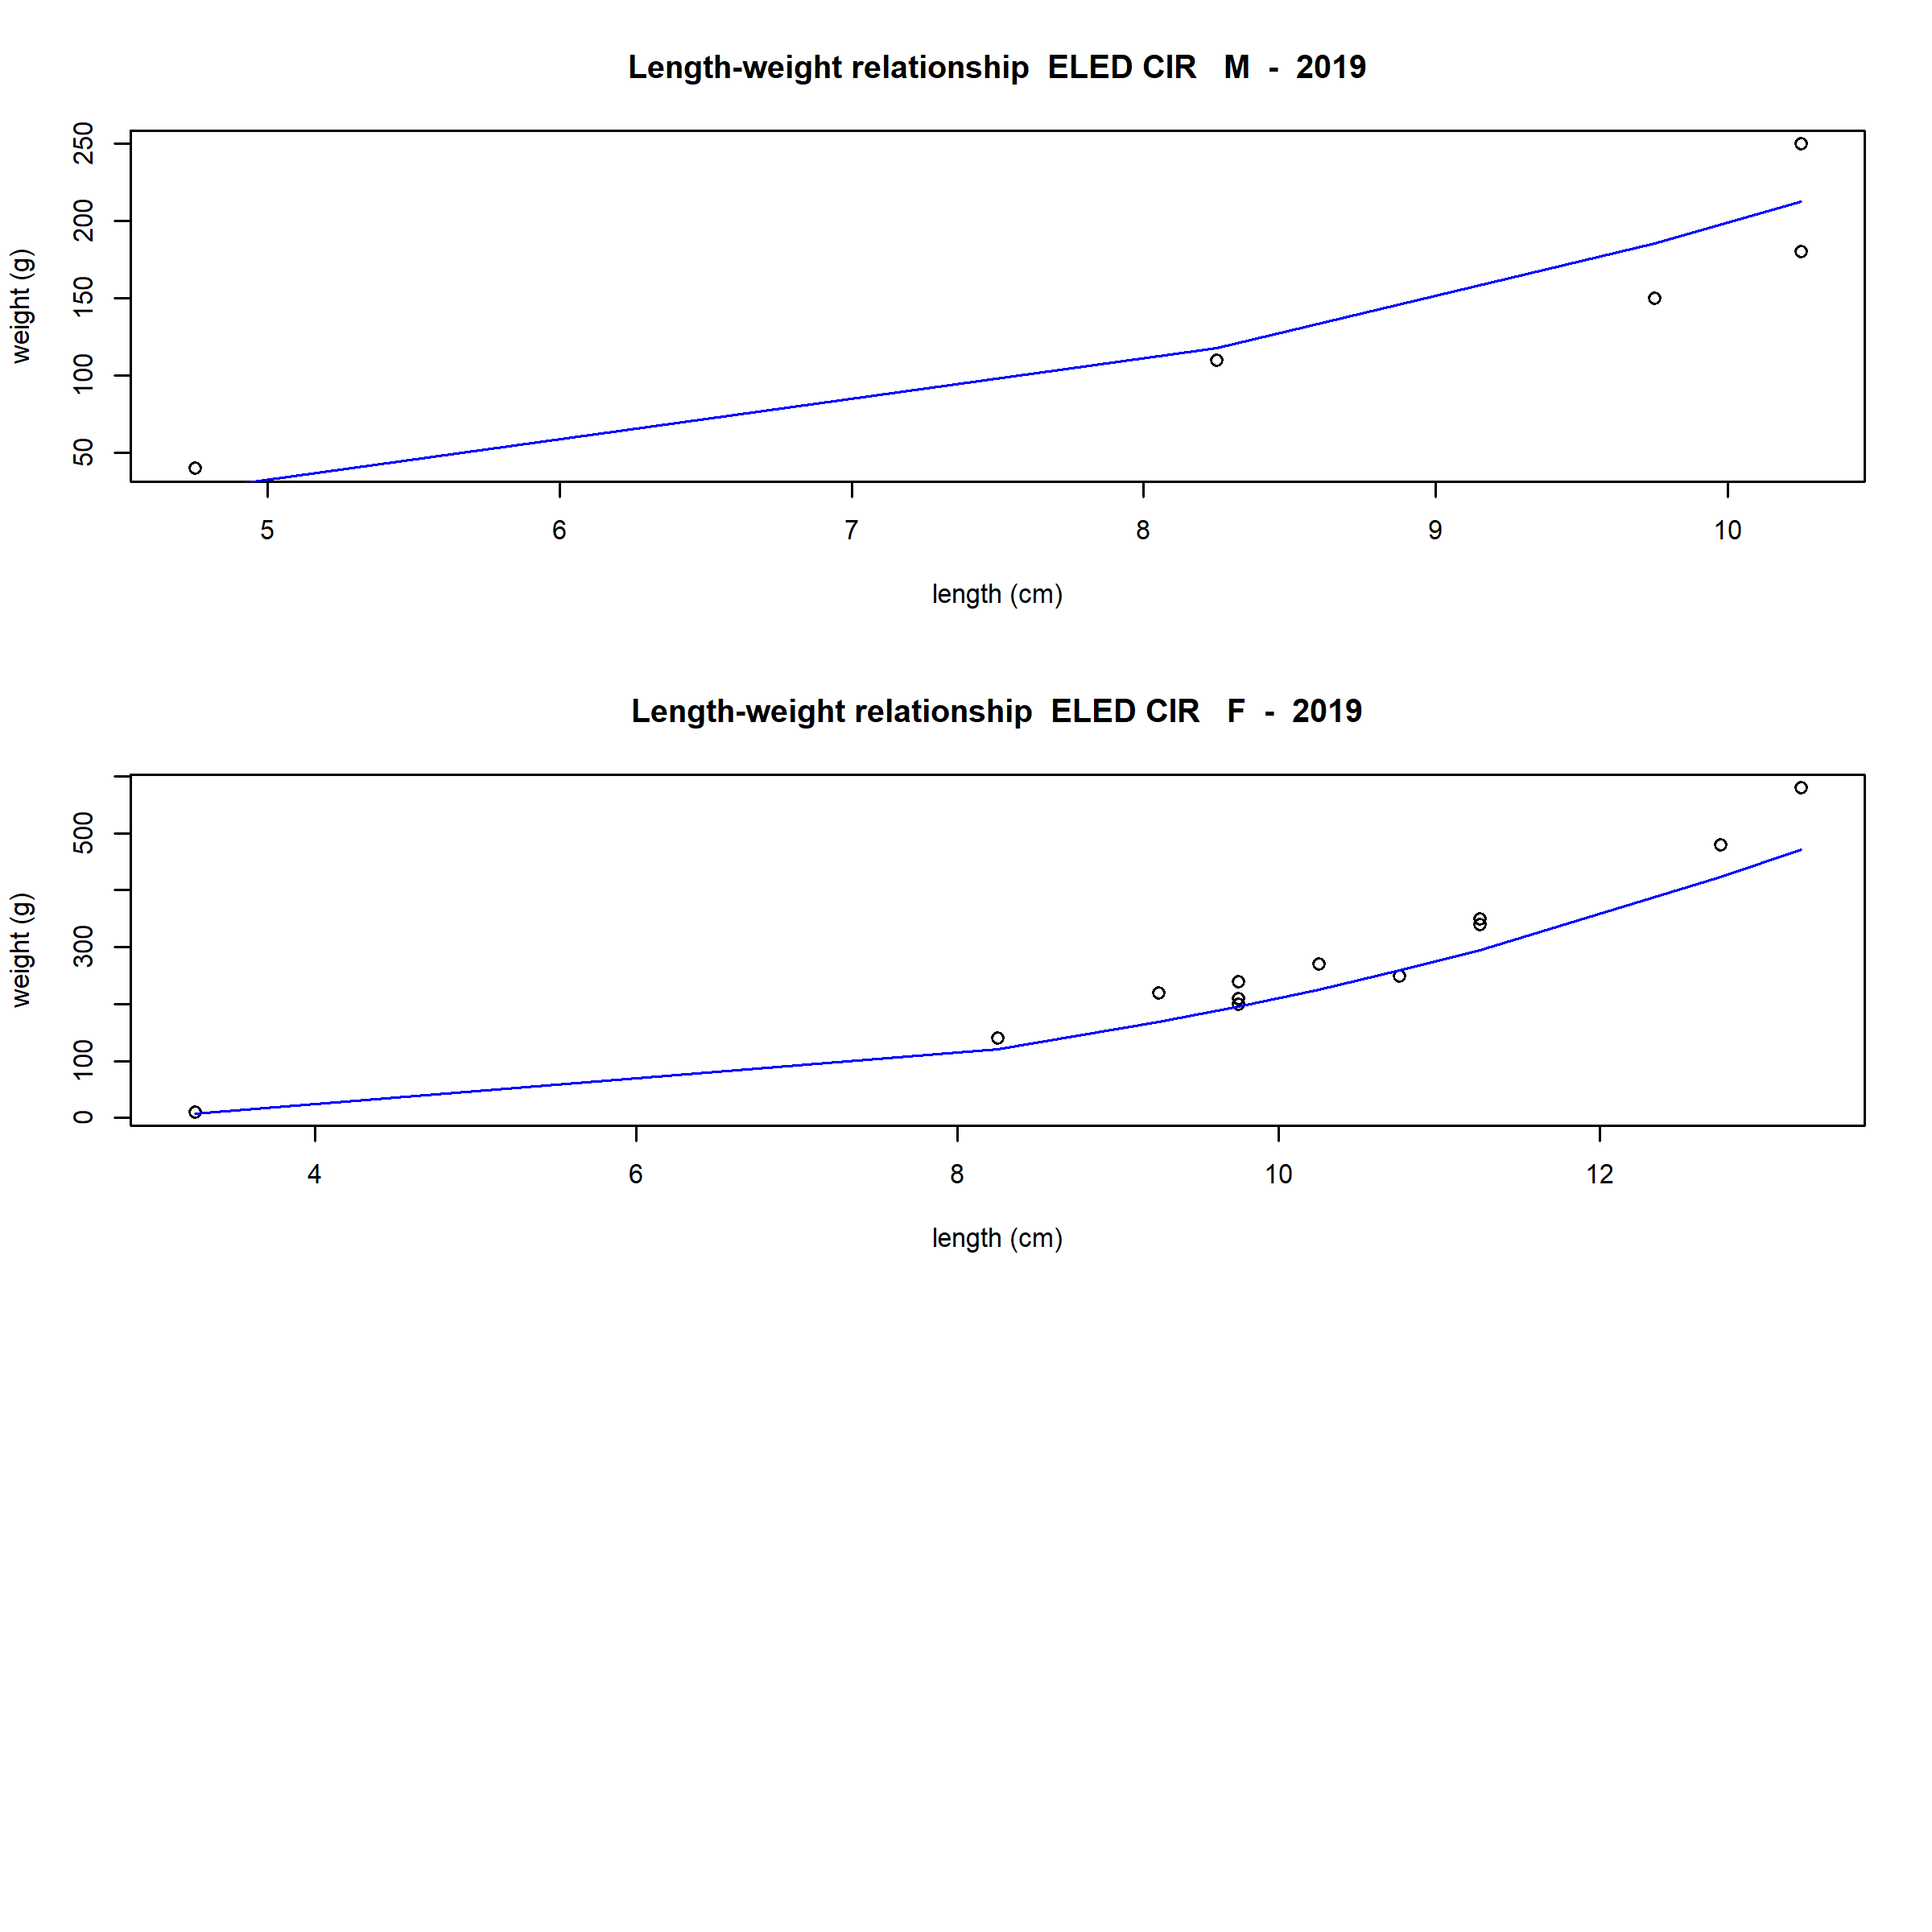 Length-weight relationship ELED CIR M - 2019
250
200
150
100
50
weight (g)
5 6 7 8 9 10
length (cm)
Length-weight relationship ELED CIR F - 2019
500
300
100
0
weight (g)
4 6 8 10 12
length (cm)